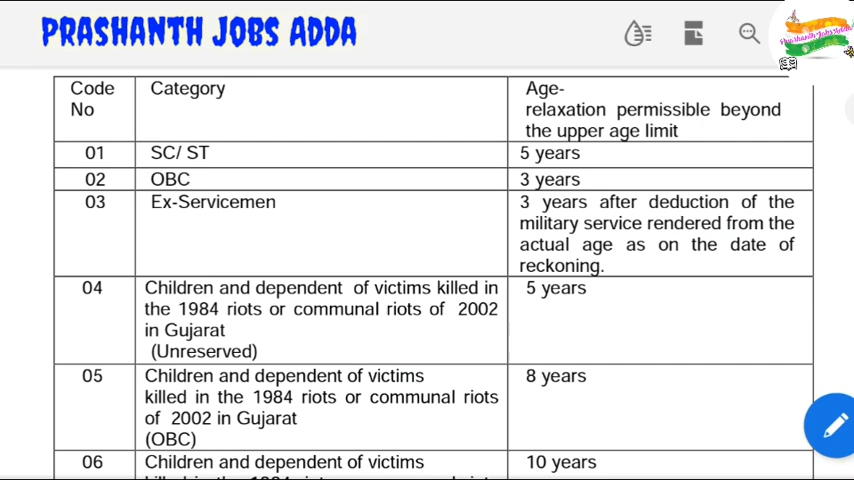 PRASHANTH JOBS ADDA
Prashanth Jobs Adda
Code
No
Category
Age-
relaxation permissible beyond
the upper age limit
01
SC/ ST
5 years
02
OBC
3 years
03
Ex-Servicemen
3 years after deduction of the
military service rendered from the
actual age as on the date of
reckoning.
04
Children and dependent of victims killed in
the 1984 riots or communal riots of 2002
in Gujarat
(Unreserved)
5 years
05
Children and dependent of victims
killed in the 1984 riots or communal riots
of 2002 in Gujarat
(OBC)
8 years
06
Children and dependent of victims
10 years